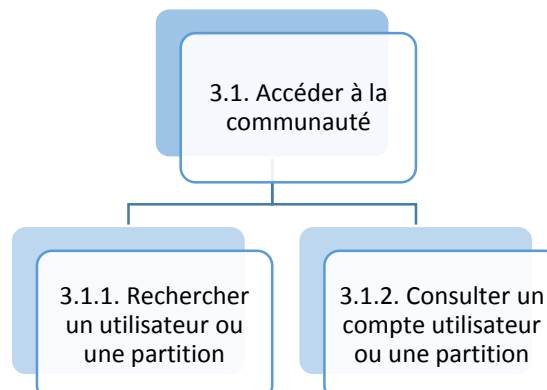 3.1. Accéder à la
communauté
3.1.1. Rechercher
un utilisateur ou
une partition
3.1.2. Consulter un
compte utilisateur
ou une partition